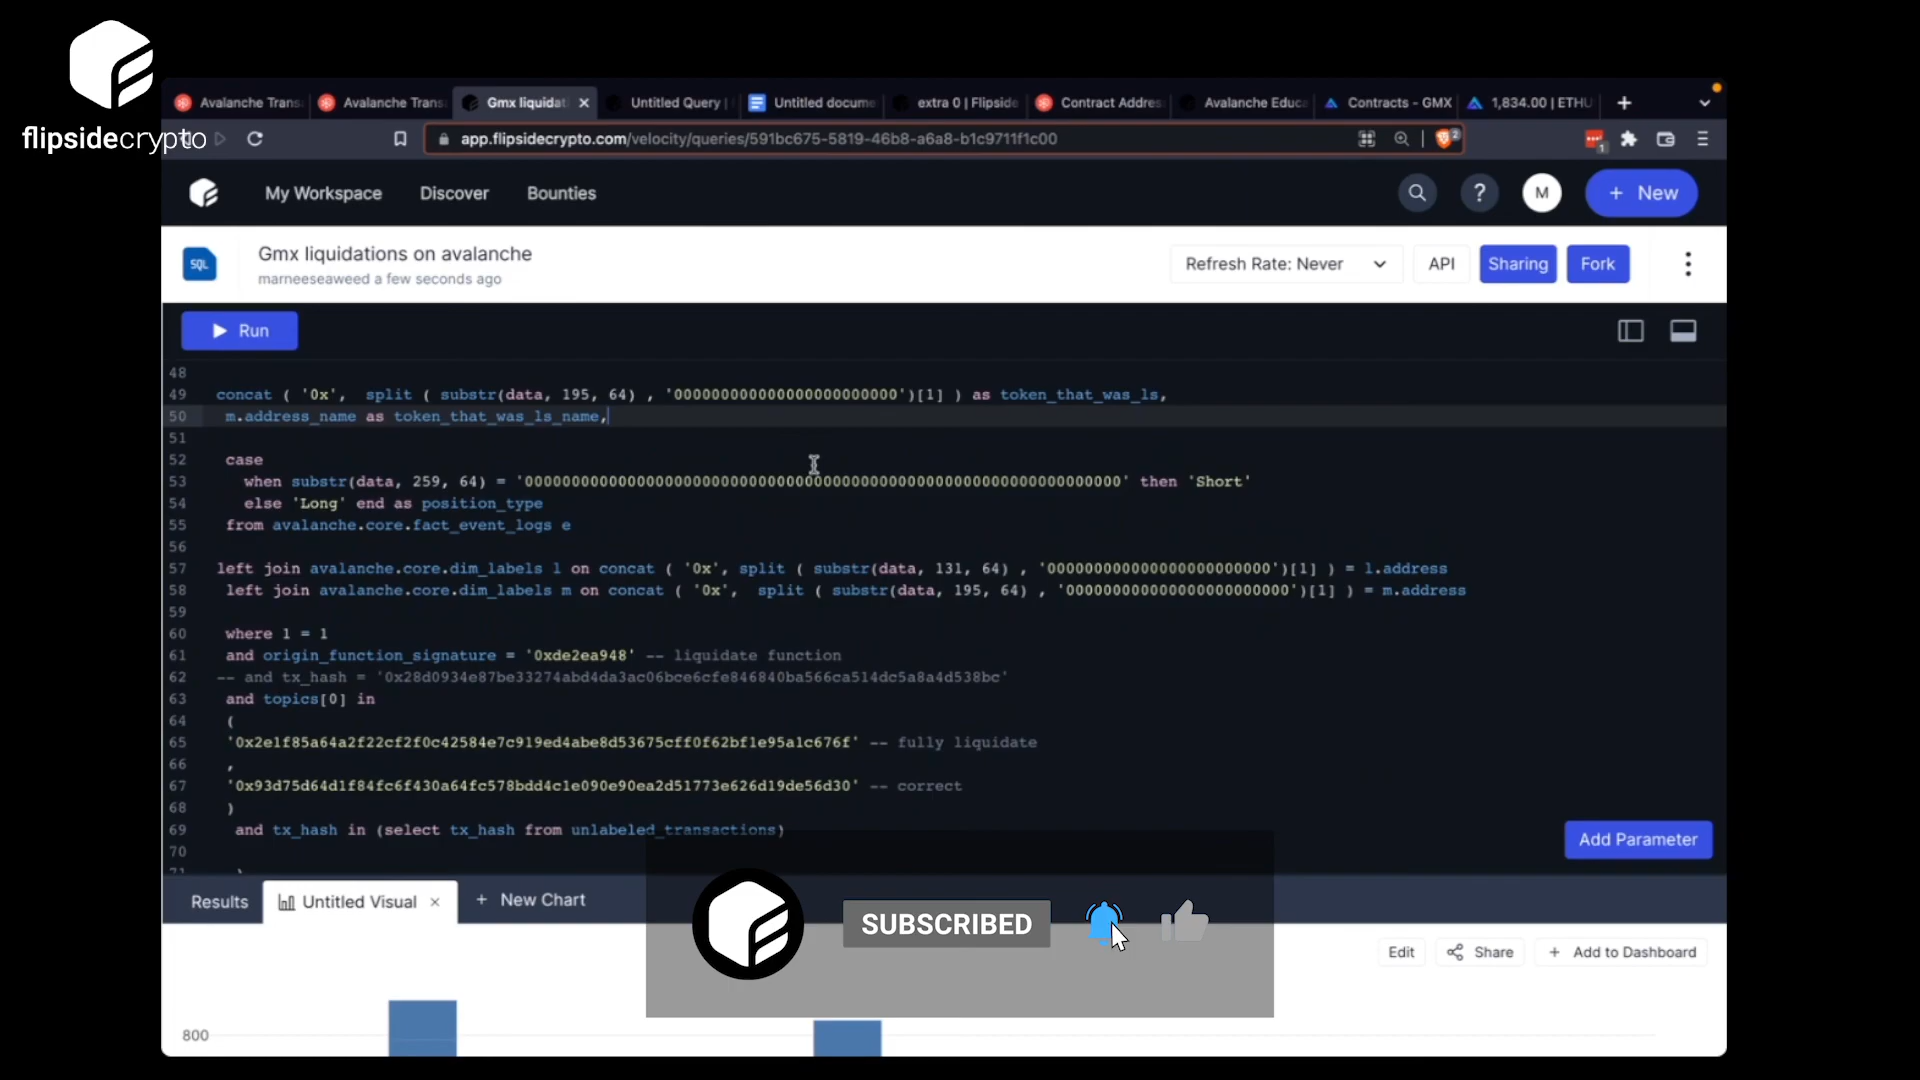 flipsidecrypto
Avalanche Trans
Avalanche Trans
Gmx liquidat
Untitled Query |
Untitled docume
extra 0 | Flipside
Contract Addres
Avalanche Educa
Contracts - GMX
1,834.00 | ETHU
app.flipsidecrypto.com/velocity/queries/591bc675-5819-46b8-a6a8-b1c9711f1c00
2
1
My Workspace
Discover
Bounties
?
M
+ New
SQL
Gmx liquidations on avalanche
marneeseaweed a few seconds ago
Refresh Rate: Never
API
Sharing
Fork
Run
48
49 concat ( '0x', split ( substr(data, 195, 64) , '000000000000000000000000')[1] ) as token_that_was_ls,
50 m.address_name as token_that_was_ls_name,
51
52 case
53 when substr(data, 259, 64) = '0000000000000000000000000000000000000000000000000000000000000000' then 'Short'
54 else 'Long' end as position_type
55 from avalanche.core.fact_event_logs e
56
57 left join avalanche.core.dim_labels l on concat ( '0x', split ( substr(data, 131, 64) , '000000000000000000000000')[1] ) = l.address
58 left join avalanche.core.dim_labels m on concat ( '0x', split ( substr(data, 195, 64) , '000000000000000000000000')[1] ) = m.address
59
60 where 1 = 1
61 and origin_function_signature = '0xde2ea948' -- liquidate function
62 -- and tx_hash = '0x28d0934e87be33274abd4da3ac06bce6cfe846840ba566ca514dc5a8a4d538bc'
63 and topics[0] in
64 (
65 '0x2e1f85a64a2f22cf2f0c42584e7c919ed4abe8d53675cff0f62bf1e95a1c676f' -- fully liquidate
66 ,
67 '0x93d75d64d1f84fc6f430a64fc578bdd4c1e090e90ea2d51773e626d19de56d30' -- correct
68 )
69 and tx_hash in (select tx_hash from unlabeled_transactions)
70
71 )
Add Parameter
Results
Untitled Visual
+ New Chart
SUBSCRIBED
Edit
Share
+ Add to Dashboard
800